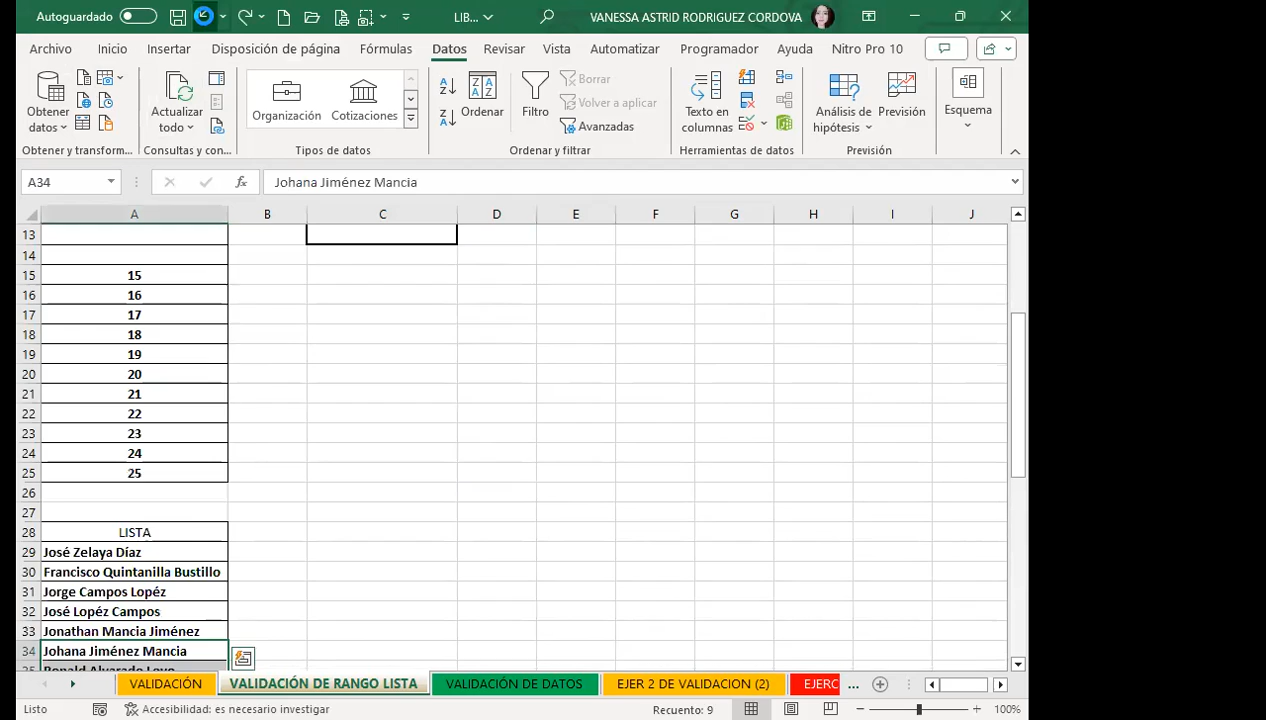 Autoguardado LIB... VANESSA ASTRID RODRIGUEZ CORDOVA
Archivo Inicio Insertar Disposición de página Fórmulas Datos Revisar Vista Automatizar Programador Ayuda Nitro Pro 10
Obtener datos
Actualizar todo
Organización Cotizaciones
Ordenar
Filtro
Borrar
Volver a aplicar
Avanzadas
Texto en columnas
Análisis de hipótesis
Previsión
Esquema
Obtener y transform... Consultas y con... Tipos de datos Ordenar y filtrar Herramientas de datos Previsión
A34 fx Johana Jiménez Mancia
A B C D E F G H I J
13
14
15 15
16 16
17 17
18 18
19 19
20 20
21 21
22 22
23 23
24 24
25 25
26
27
28 LISTA
29 José Zelaya Díaz
30 Francisco Quintanilla Bustillo
31 Jorge Campos Lopéz
32 José Lopéz Campos
33 Jonathan Mancia Jiménez
34 Johana Jiménez Mancia
VALIDACIÓN VALIDACIÓN DE RANGO LISTA VALIDACIÓN DE DATOS EJER 2 DE VALIDACION (2) EJERC ...
Listo Accesibilidad: es necesario investigar Recuento: 9 100%